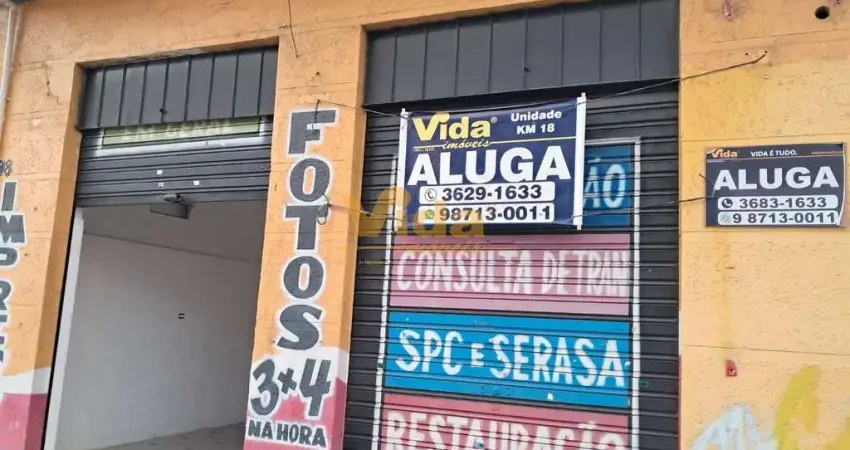 FOTOS
3x4
NA HORA
Vida
imóveis
Unidade
KM 18
ALUGA
3629-1633
98713-0011
CONSULTA DETRAN
SPC E SERASA
RESTAURAÇÃO
Vida VIDA É TUDO.
ALUGA
3683-1633
9 8713-0011